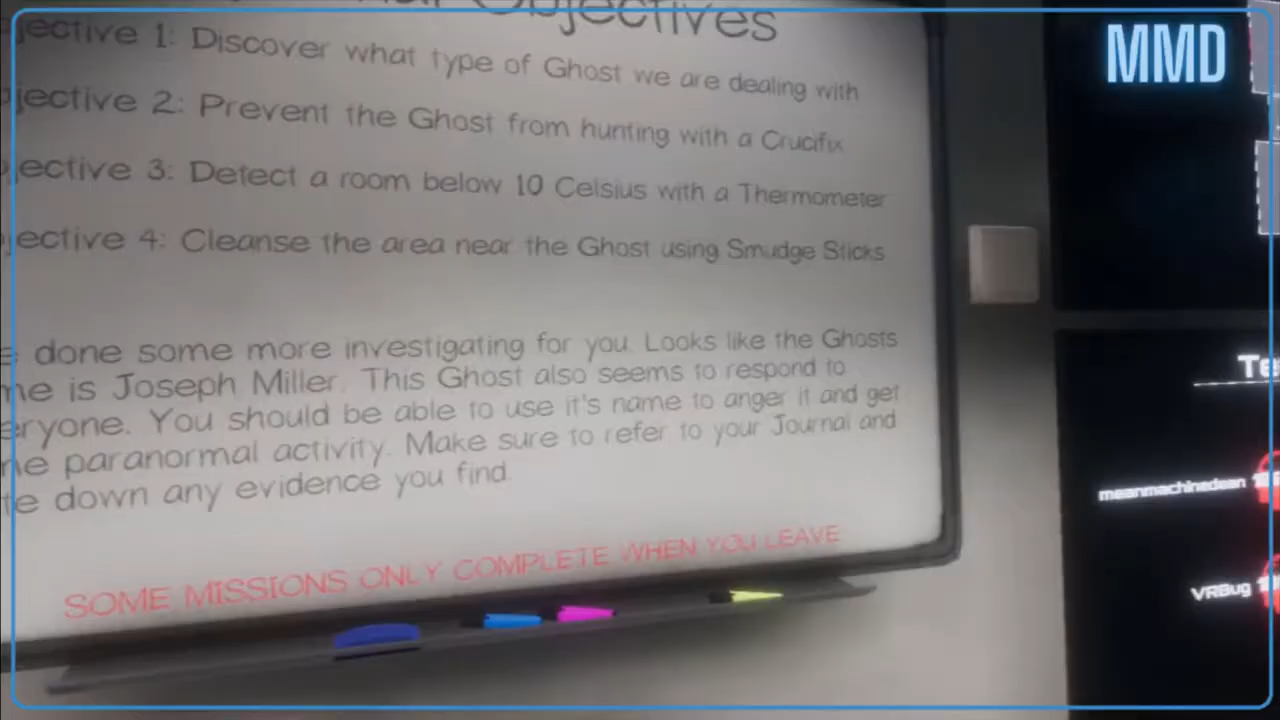 Objectives
MMD
jective 1: Discover what type of Ghost we are dealing with
jective 2: Prevent the Ghost from hunting with a Crucifix
jective 3: Detect a room below 10 Celsius with a Thermometer
jective 4: Cleanse the area near the Ghost using Smudge Sticks
done some more investigating for you. Looks like the Ghosts
me is Joseph Miller. This Ghost also seems to respond to
eryone. You should be able to use it's name to anger it and get
paranormal activity. Make sure to refer to your Journal and
te down any evidence you find.
SOME MISSIONS ONLY COMPLETE WHEN YOU LEAVE
Te
meanmachinedean
VRBug